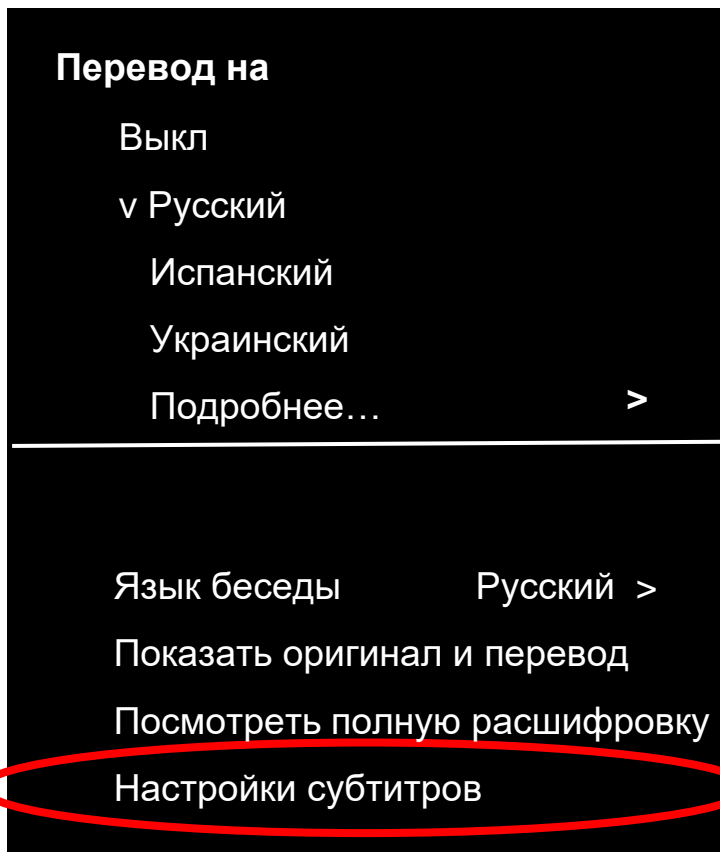 Перевод на
Выкл
v Русский
Испанский
Украинский
Подробнее… >
Язык беседы Русский >
Показать оригинал и перевод
Посмотреть полную расшифровку
Настройки субтитров